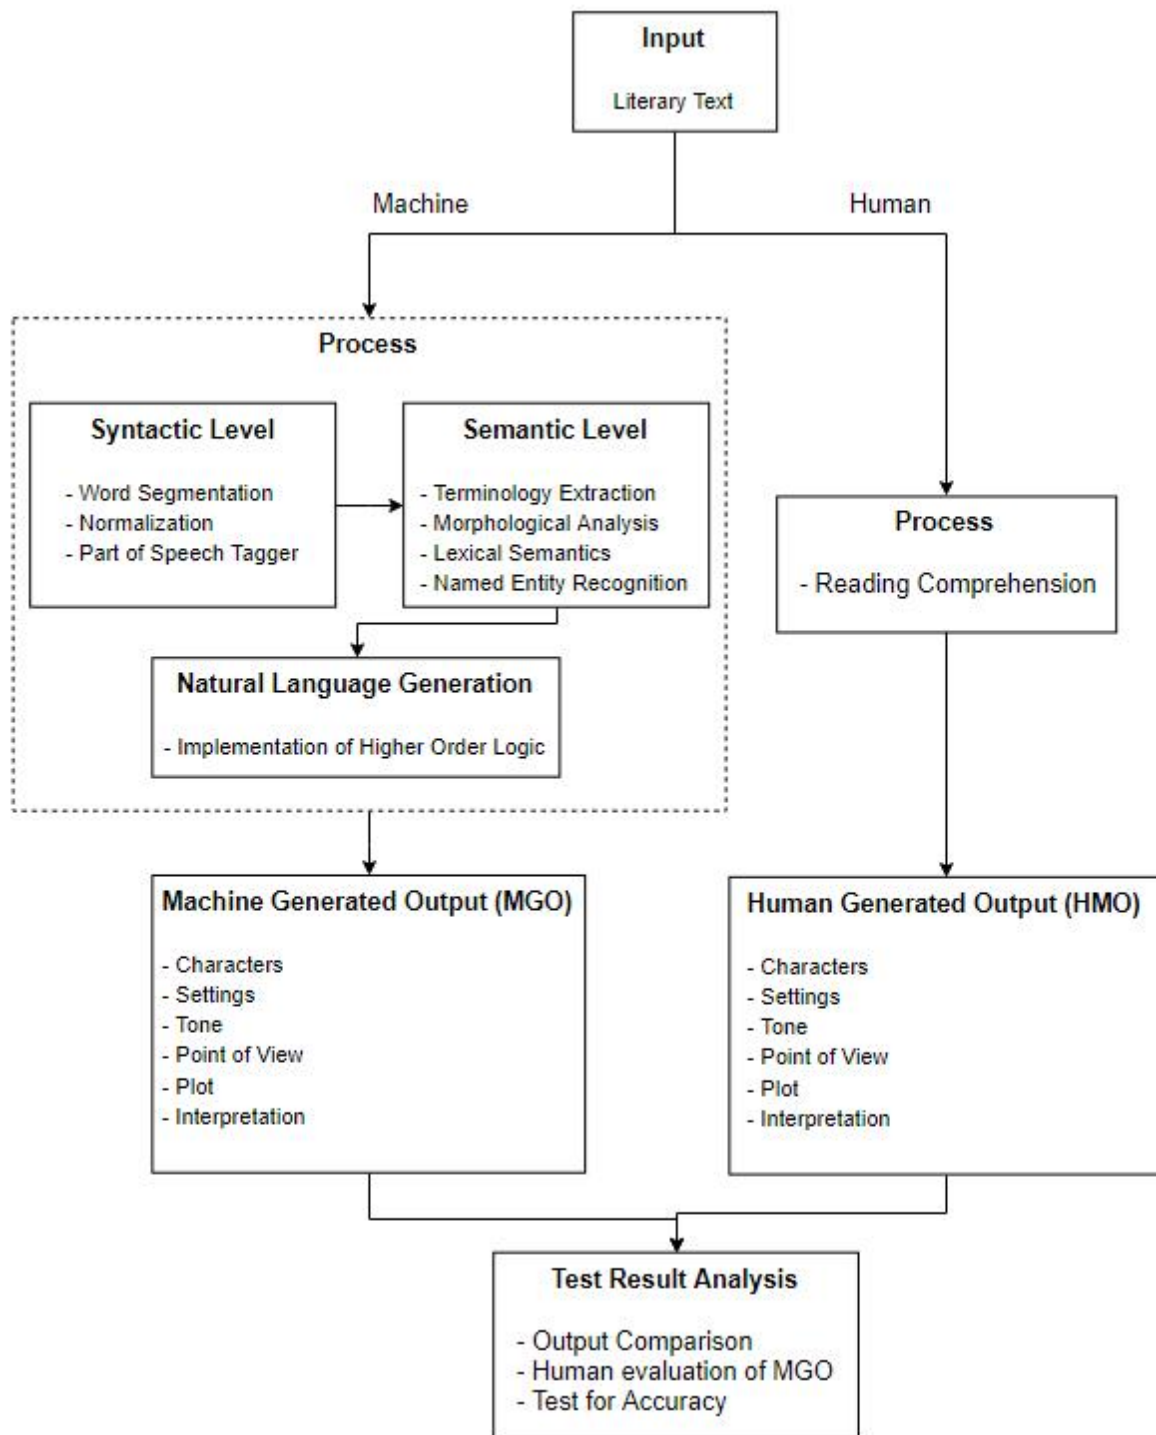 Input
Literary Text
Machine
Human
Process
Syntactic Level
- Word Segmentation
- Normalization
- Part of Speech Tagger
Semantic Level
- Terminology Extraction
- Morphological Analysis
- Lexical Semantics
- Named Entity Recognition
Natural Language Generation
- Implementation of Higher Order Logic
Process
- Reading Comprehension
Machine Generated Output (MGO)
- Characters
- Settings
- Tone
- Point of View
- Plot
- Interpretation
Human Generated Output (HMO)
- Characters
- Settings
- Tone
- Point of View
- Plot
- Interpretation
Test Result Analysis
- Output Comparison
- Human evaluation of MGO
- Test for Accuracy